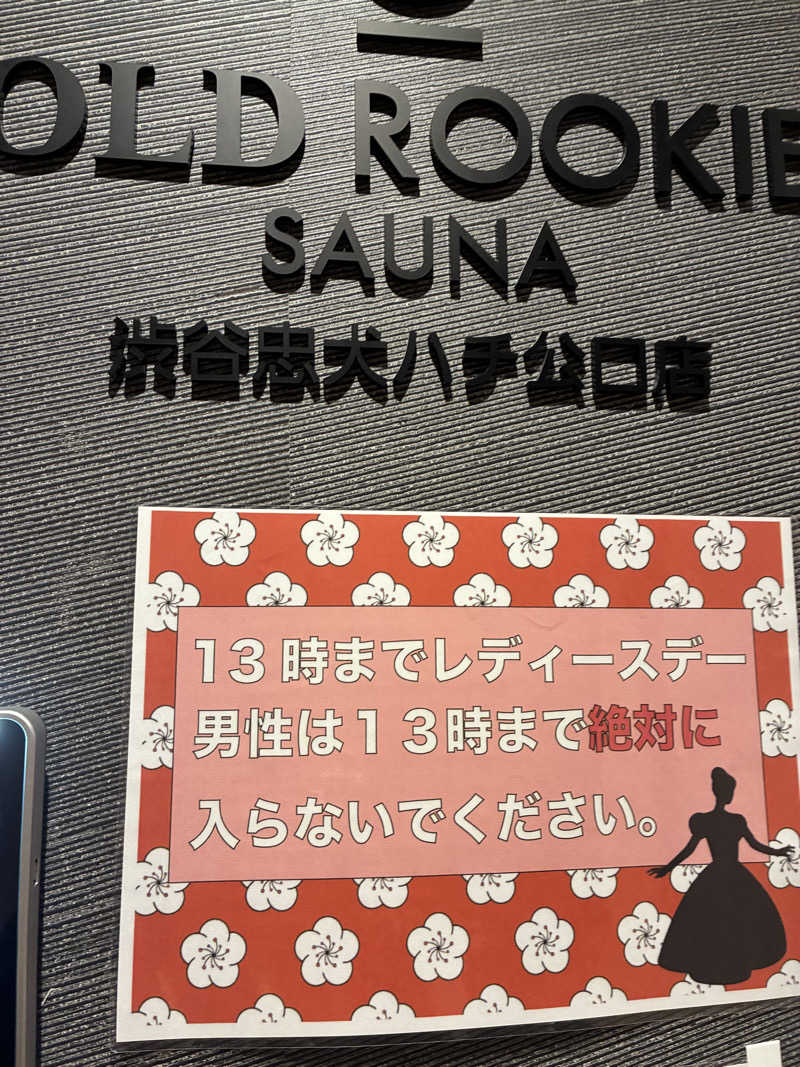 OLD ROOKIE
SAUNA
渋谷忠犬ハチ公口店
13時までレディースデー
男性は１３時まで絶対に
入らないでください。